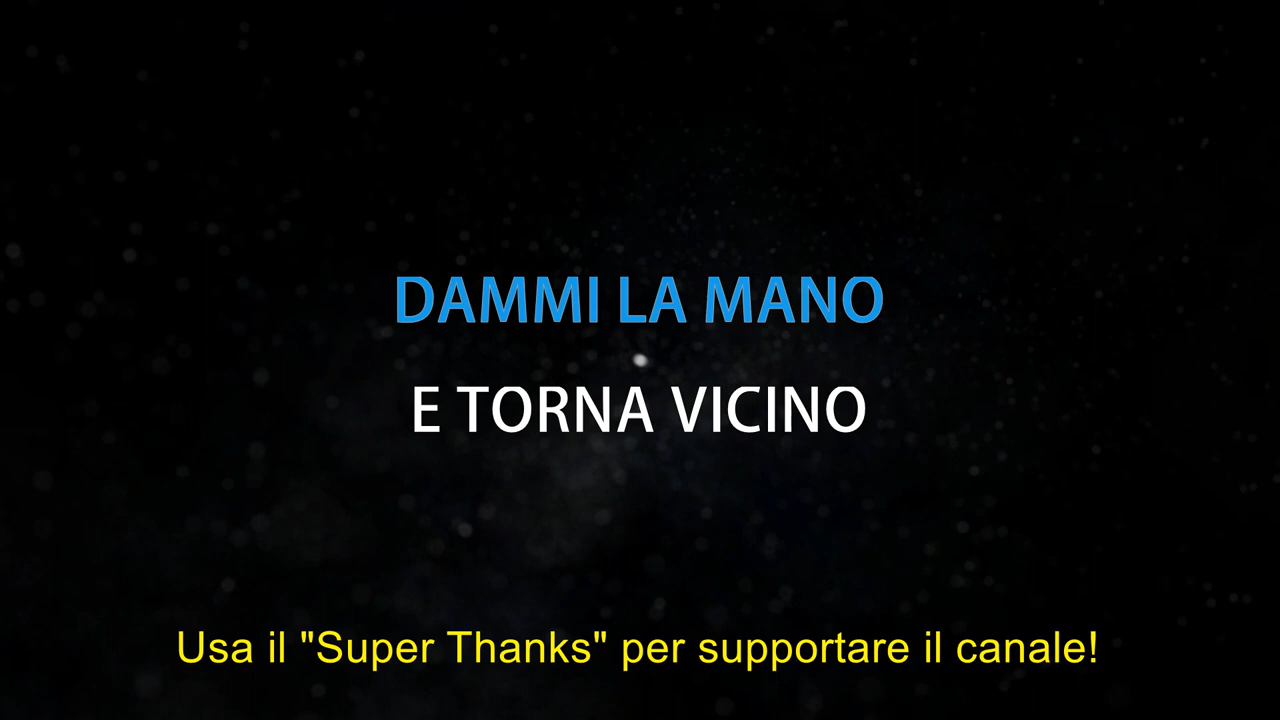 DAMMI LA MANO
E TORNA VICINO
Usa il "Super Thanks" per supportare il canale!